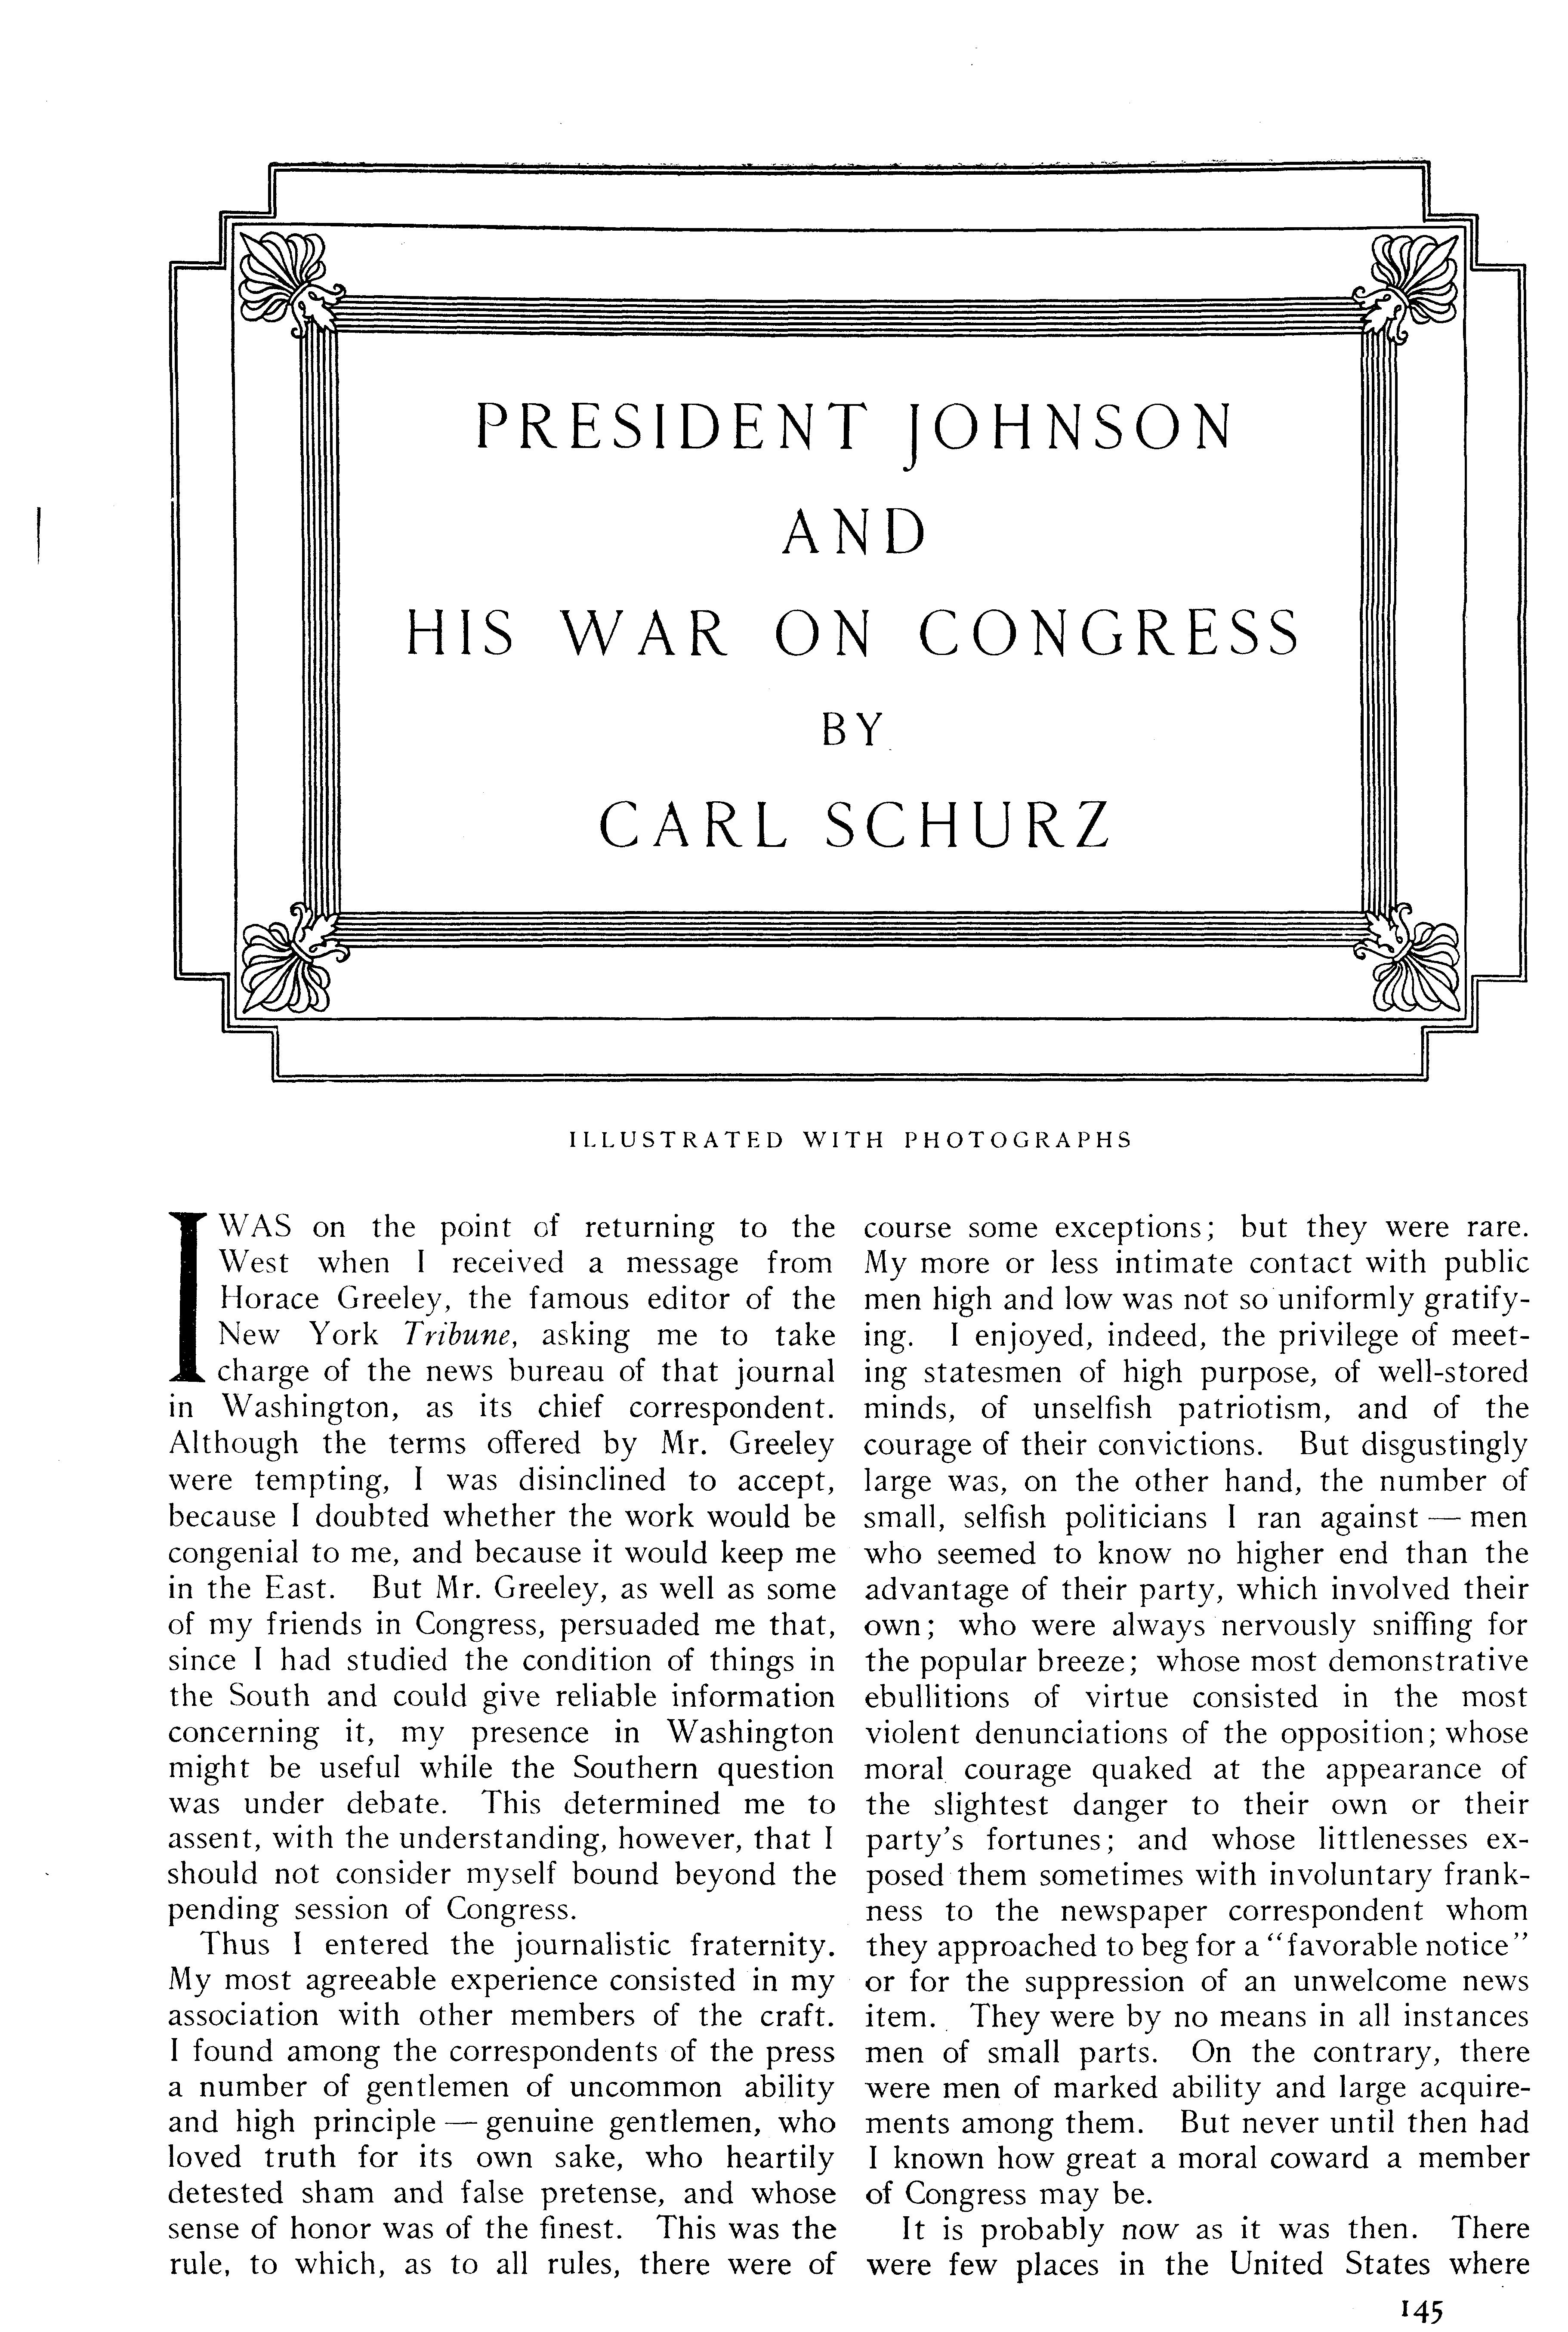 PRESIDENT JOHNSON
AND
HIS WAR ON CONGRESS
BY
CARL SCHURZ
ILLUSTRATED WITH PHOTOGRAPHS
I WAS on the point of returning to the
West when I received a message from
Horace Greeley, the famous editor of the
New York Tribune, asking me to take
charge of the news bureau of that journal
in Washington, as its chief correspondent.
Although the terms offered by Mr. Greeley
were tempting, I was disinclined to accept,
because I doubted whether the work would be
congenial to me, and because it would keep me
in the East. But Mr. Greeley, as well as some
of my friends in Congress, persuaded me that,
since I had studied the condition of things in
the South and could give reliable information
concerning it, my presence in Washington
might be useful while the Southern question
was under debate. This determined me to
assent, with the understanding, however, that I
should not consider myself bound beyond the
pending session of Congress.
Thus I entered the journalistic fraternity.
My most agreeable experience consisted in my
association with other members of the craft.
I found among the correspondents of the press
a number of gentlemen of uncommon ability
and high principle — genuine gentlemen, who
loved truth for its own sake, who heartily
detested sham and false pretense, and whose
sense of honor was of the finest. This was the
rule, to which, as to all rules, there were of
course some exceptions; but they were rare.
My more or less intimate contact with public
men high and low was not so uniformly gratify-
ing. I enjoyed, indeed, the privilege of meet-
ing statesmen of high purpose, of well-stored
minds, of unselfish patriotism, and of the
courage of their convictions. But disgustingly
large was, on the other hand, the number of
small, selfish politicians I ran against — men
who seemed to know no higher end than the
advantage of their party, which involved their
own; who were always nervously sniffing for
the popular breeze; whose most demonstrative
ebullitions of virtue consisted in the most
violent denunciations of the opposition; whose
moral courage quaked at the appearance of
the slightest danger to their own or their
party's fortunes; and whose littlenesses ex-
posed them sometimes with involuntary frank-
ness to the newspaper correspondent whom
they approached to beg for a "favorable notice"
or for the suppression of an unwelcome news
item. They were by no means in all instances
men of small parts. On the contrary, there
were men of marked ability and large acquire-
ments among them. But never until then had
I known how great a moral coward a member
of Congress may be.
It is probably now as it was then. There
were few places in the United States where
145